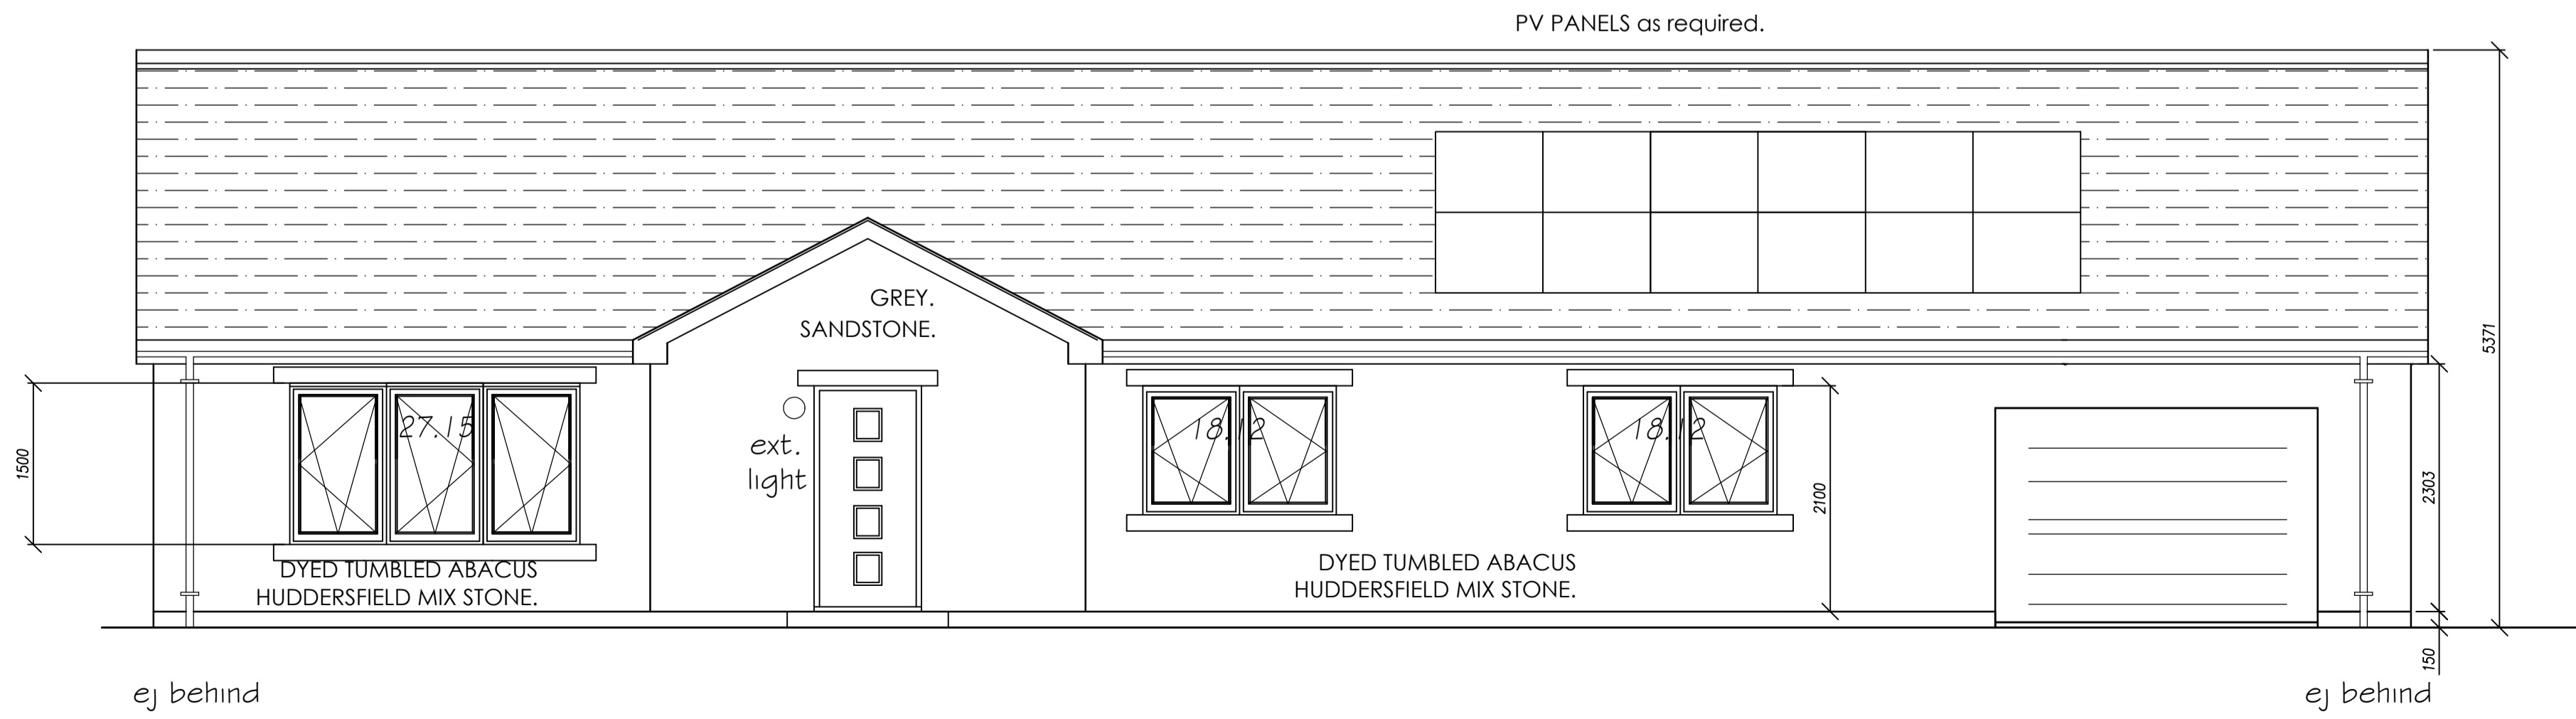 PV PANELS as required.
GREY.
SANDSTONE.
5371
27.15
ext.
light
18.12
18.12
1500
2100
2303
DYED TUMBLED ABACUS
HUDDERSFIELD MIX STONE.
DYED TUMBLED ABACUS
HUDDERSFIELD MIX STONE.
150
ej behind
ej behind